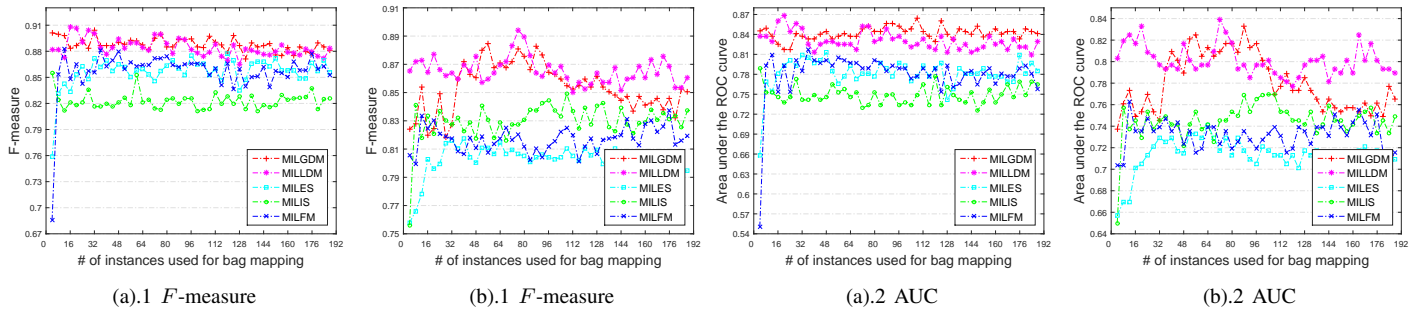 F-measure
0.93
0.91
0.88
0.85
0.82
0.79
0.76
0.73
0.7
0.67
0 16 32 48 64 80 96 112 128 144 160 176 192
# of instances used for bag mapping
MILGDM
MILLDM
MILES
MILIS
MILFM
(a).1 F-measure
F-measure
0.91
0.89
0.87
0.85
0.83
0.81
0.79
0.77
0.75
0 16 32 48 64 80 96 112 128 144 160 176 192
# of instances used for bag mapping
MILGDM
MILLDM
MILES
MILIS
MILFM
(b).1 F-measure
Area under the ROC curve
0.87
0.84
0.81
0.78
0.75
0.72
0.69
0.66
0.63
0.6
0.57
0.54
0 16 32 48 64 80 96 112 128 144 160 176 192
# of instances used for bag mapping
MILGDM
MILLDM
MILES
MILIS
MILFM
(a).2 AUC
Area under the ROC curve
0.84
0.82
0.8
0.78
0.76
0.74
0.72
0.7
0.68
0.66
0.64
0 16 32 48 64 80 96 112 128 144 160 176 192
# of instances used for bag mapping
MILGDM
MILLDM
MILES
MILIS
MILFM
(b).2 AUC